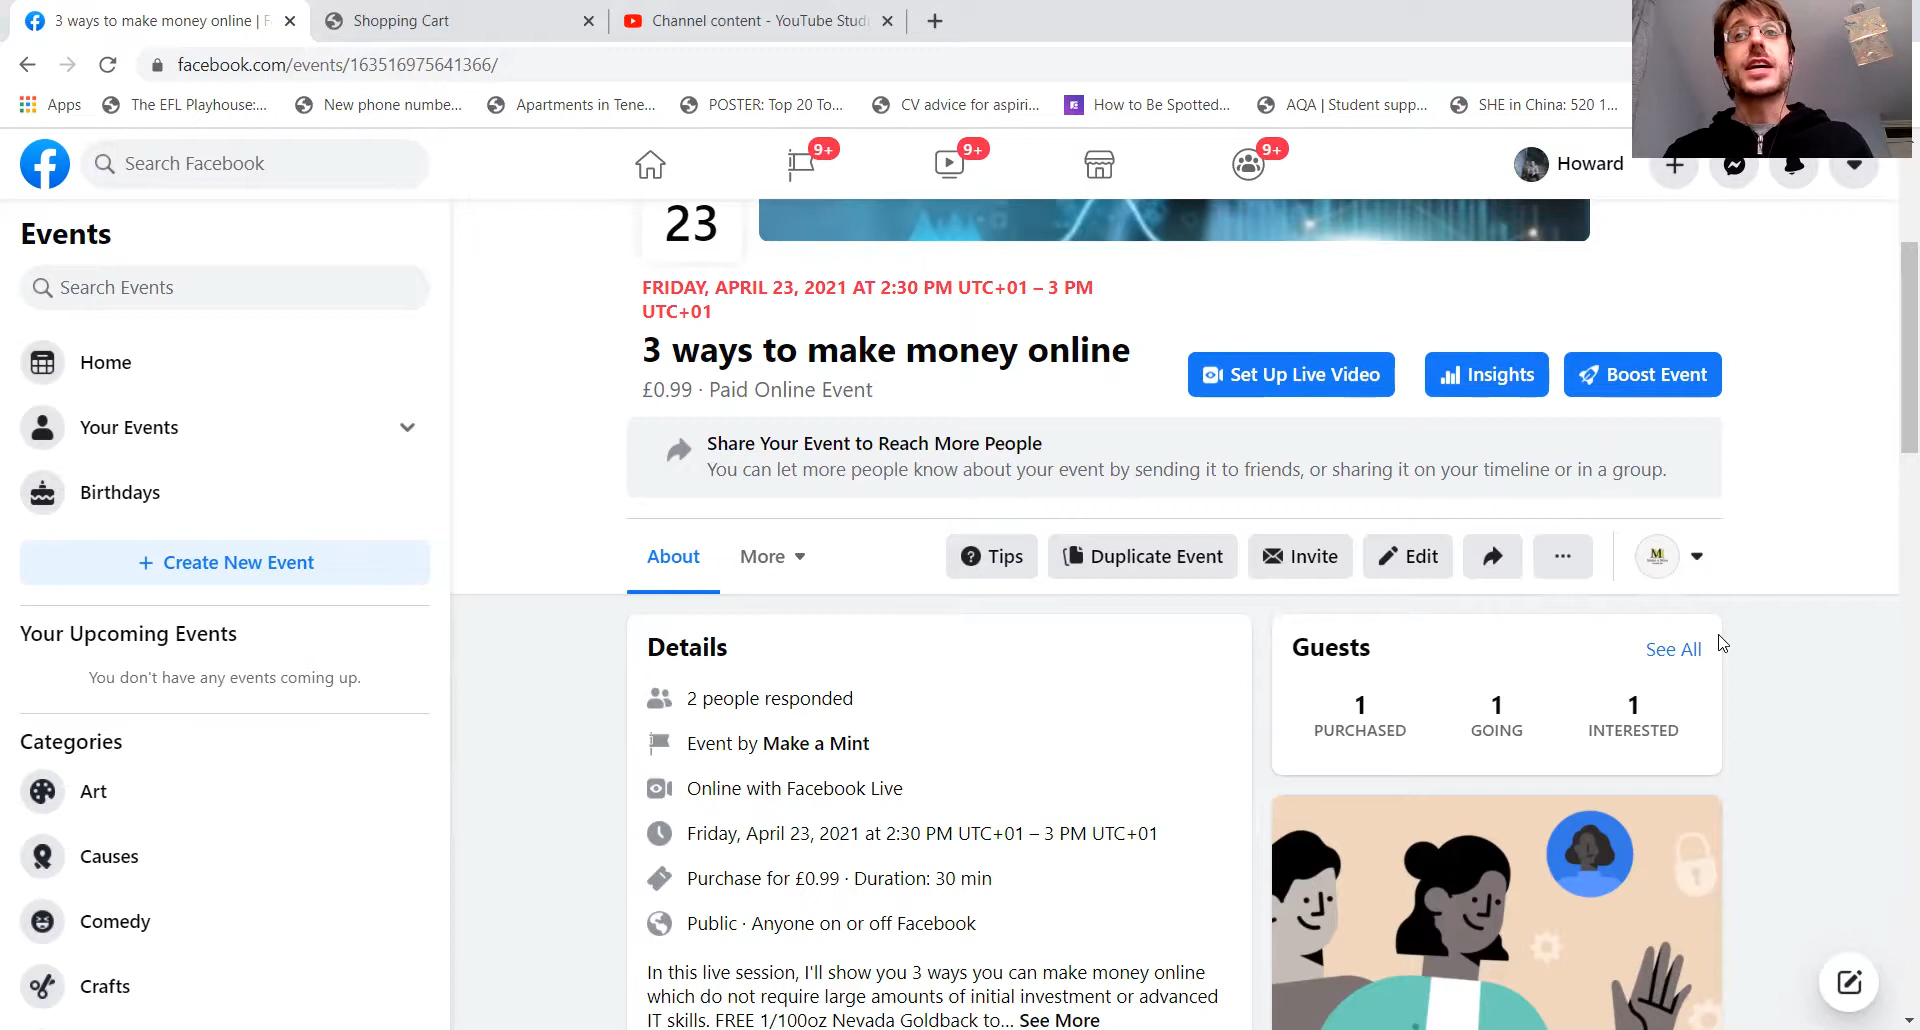 3 ways to make money online | F
Shopping Cart
Channel content - YouTube Stud
facebook.com/events/163516975641366/
Apps
The EFL Playhouse:...
New phone numbe...
Apartments in Tene...
POSTER: Top 20 To...
CV advice for aspiri...
How to Be Spotted...
AQA | Student supp...
SHE in China: 520 1...
Search Facebook
9+
9+
9+
Howard
Events
Search Events
Home
Your Events
Birthdays
+ Create New Event
Your Upcoming Events
You don't have any events coming up.
Categories
Art
Causes
Comedy
Crafts
23
FRIDAY, APRIL 23, 2021 AT 2:30 PM UTC+01 – 3 PM
UTC+01
3 ways to make money online
£0.99 · Paid Online Event
Set Up Live Video
Insights
Boost Event
Share Your Event to Reach More People
You can let more people know about your event by sending it to friends, or sharing it on your timeline or in a group.
About
More
Tips
Duplicate Event
Invite
Edit
Details
2 people responded
Event by Make a Mint
Online with Facebook Live
Friday, April 23, 2021 at 2:30 PM UTC+01 – 3 PM UTC+01
Purchase for £0.99 · Duration: 30 min
Public · Anyone on or off Facebook
In this live session, I'll show you 3 ways you can make money online
which do not require large amounts of initial investment or advanced
IT skills. FREE 1/100oz Nevada Goldback to... See More
Guests
See All
1
PURCHASED
1
GOING
1
INTERESTED